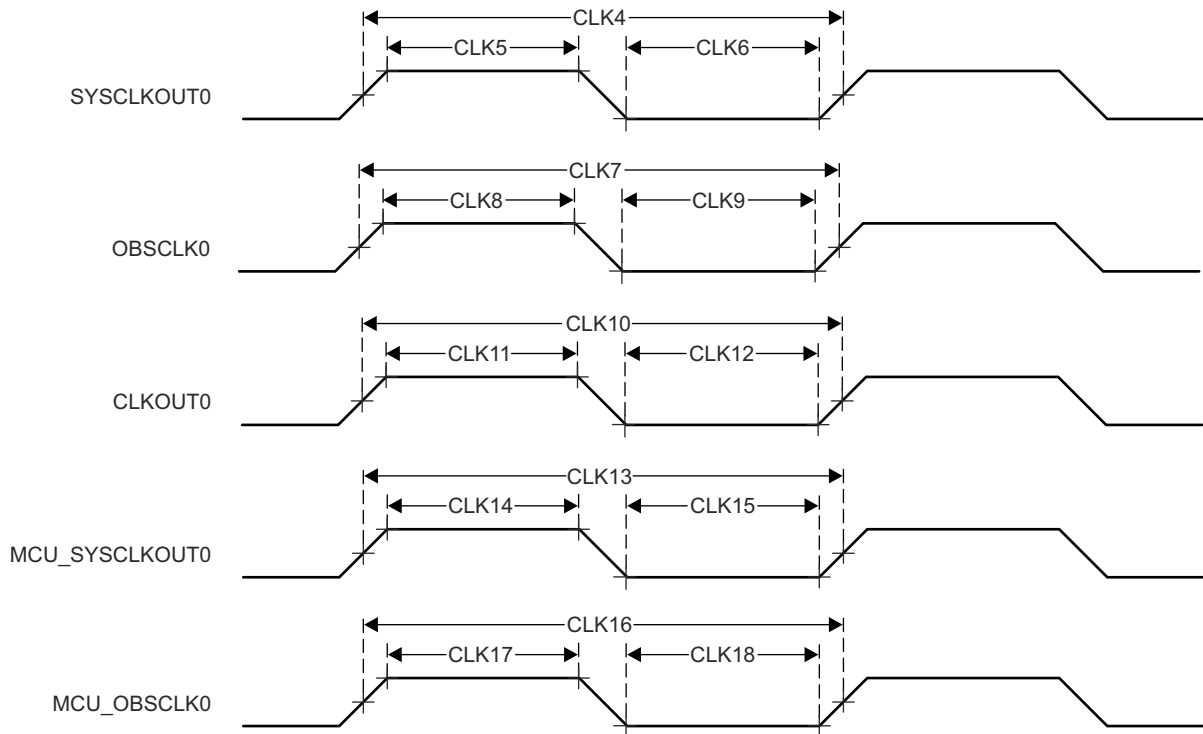 CLK4
CLK5 CLK6
SYSCLKOUT0
CLK7
CLK8 CLK9
OBSCLK0
CLK10
CLK11 CLK12
CLKOUT0
CLK13
CLK14 CLK15
MCU_SYSCLKOUT0
CLK16
CLK17 CLK18
MCU_OBSCLK0